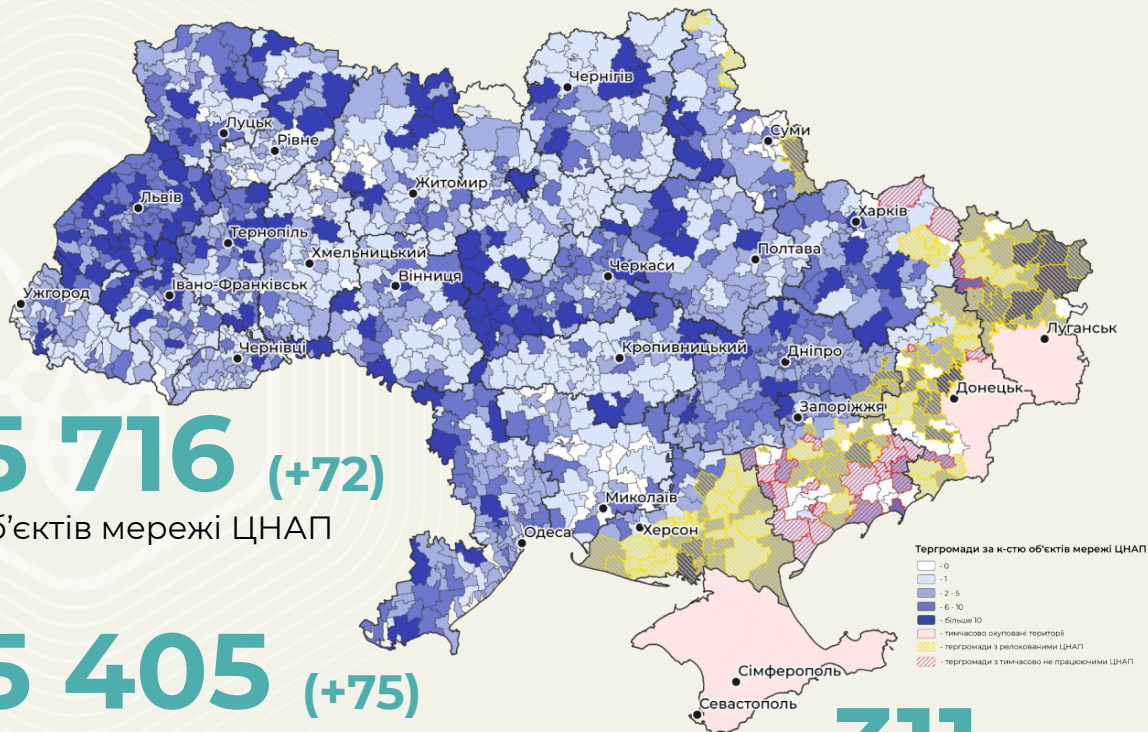 Чернігів
Суми
Луцьк
Рівне
Житомир
Львів
Харків
Тернопіль
Хмельницький
Полтава
Вінниця
Черкаси
Івано-Франківськ
Ужгород
Луганськ
Чернівці
Кропивницький
Дніпро
Донецьк
Запоріжжя
5 716 (+72)
б’єктів мережі ЦНАП
Миколаїв
Херсон
Одеса
Тергромади за к-стю об'єктів мережі ЦНАП
- 0
- 1
- 2 - 5
- 6 - 10
- більше 10
- тимчасово окуповані території
- тергромади з релокованими ЦНАП
- тергромади з тимчасово не працюючими ЦНАП
5 405 (+75)
Сімферополь
Севастополь
311